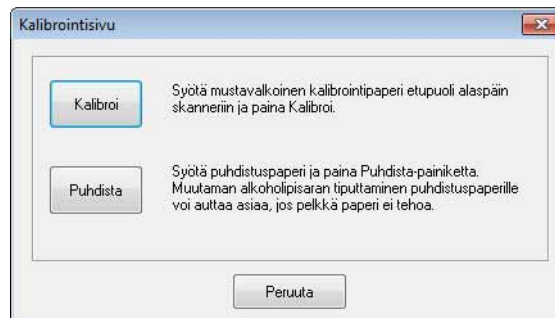 Kalibrointisivu
Kalibroi
Syötä mustavalkoinen kalibrointipaperi etupuoli alaspäin
skanneriin ja paina Kalibroi.
Puhdista
Syötä puhdistuspaperi ja paina Puhdista-painiketta.
Muutaman alkoholipisaran tiputtaminen puhdistuspaperille
voi auttaa asiaa, jos pelkkä paperi ei tehoa.
Peruuta